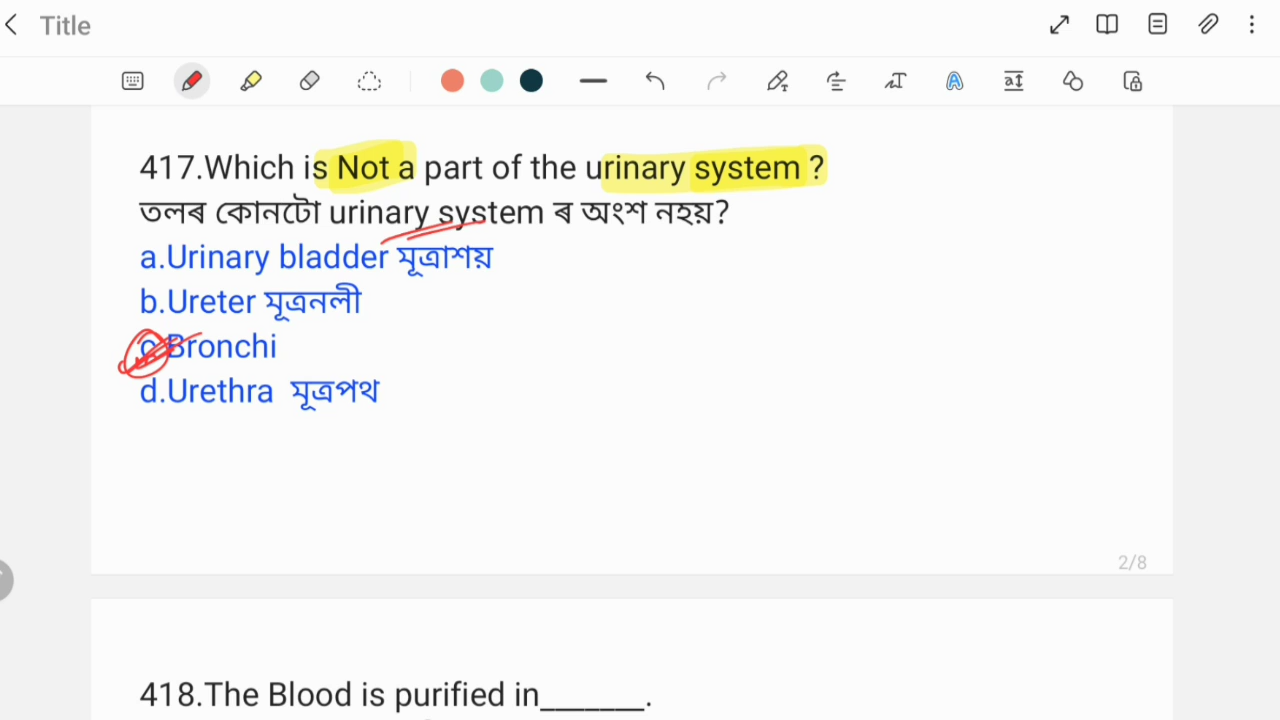 Title
417.Which is Not a part of the urinary system ?
তলৰ কোনটো urinary system ৰ অংশ নহয়?
a.Urinary bladder মূত্ৰাশয়
b.Ureter মূত্ৰনলী
c.Bronchi
d.Urethra মূত্ৰপথ
2/8
418.The Blood is purified in_______.